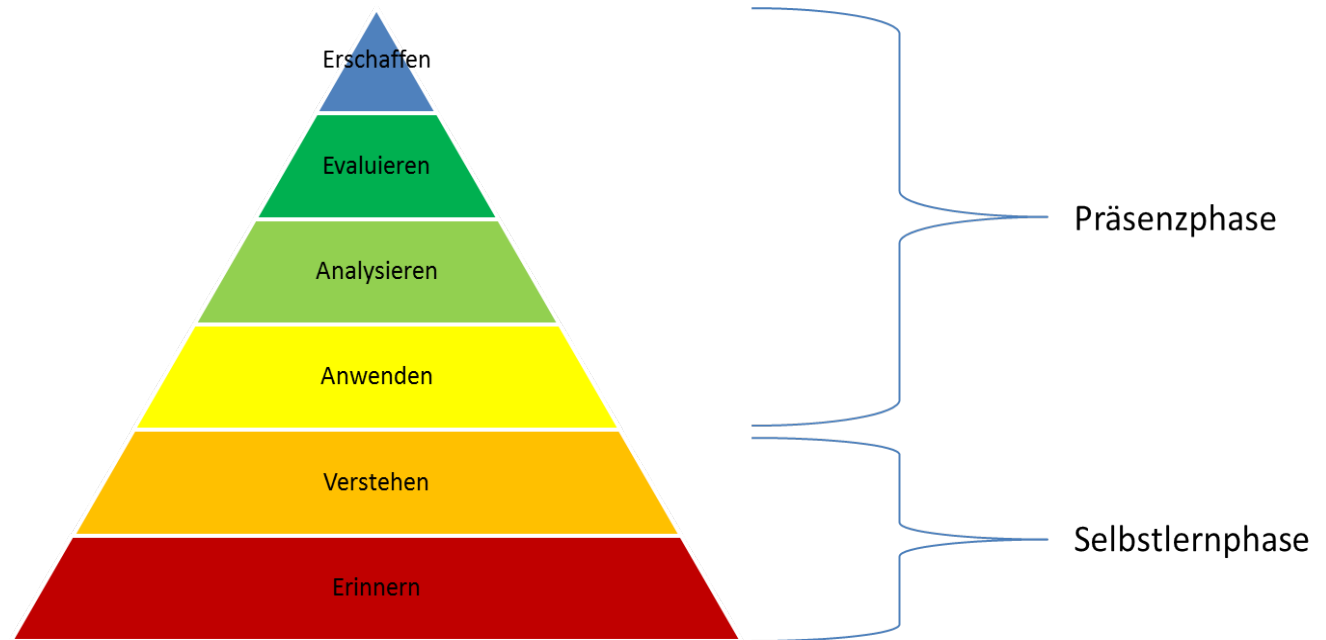 Erschaffen
Evaluieren
Analysieren
Anwenden
Verstehen
Erinnern
Präsenzphase
Selbstlernphase